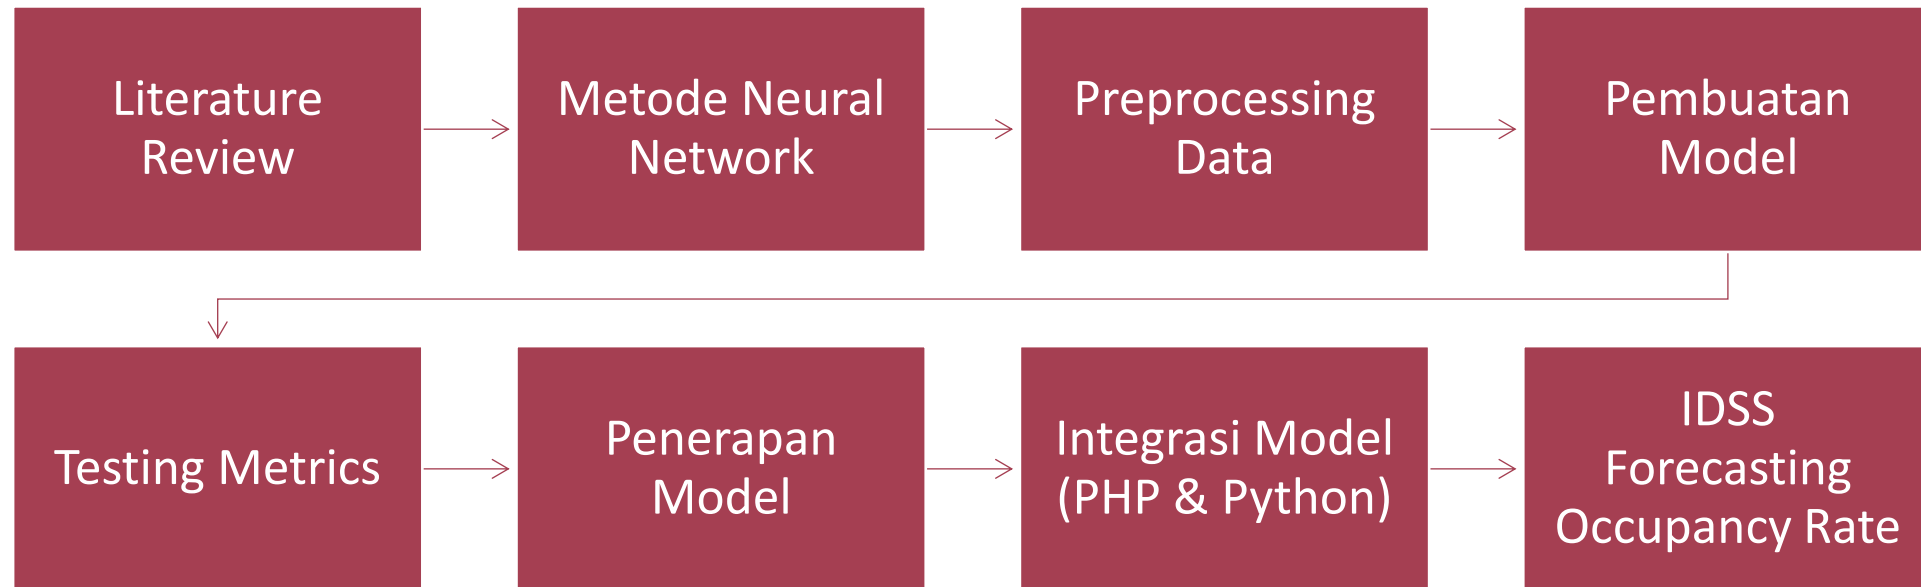 Literature
Review
Metode Neural
Network
Preprocessing
Data
Pembuatan
Model
Testing Metrics
Penerapan
Model
Integrasi Model
(PHP & Python)
IDSS
Forecasting
Occupancy Rate